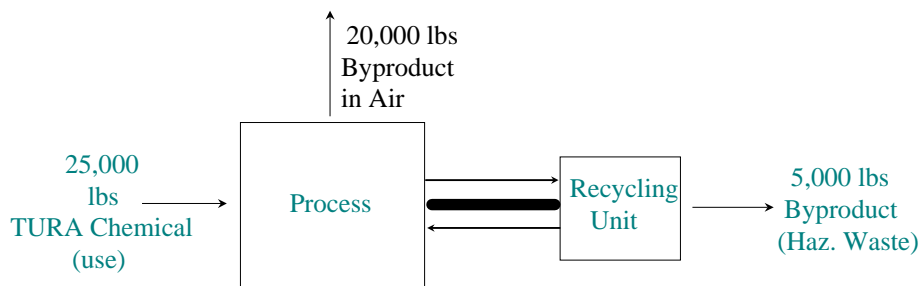 20,000 lbs
Byproduct
in Air
25,000
lbs
TURA Chemical
(use)
Process
Recycling
Unit
5,000 lbs
Byproduct
(Haz. Waste)